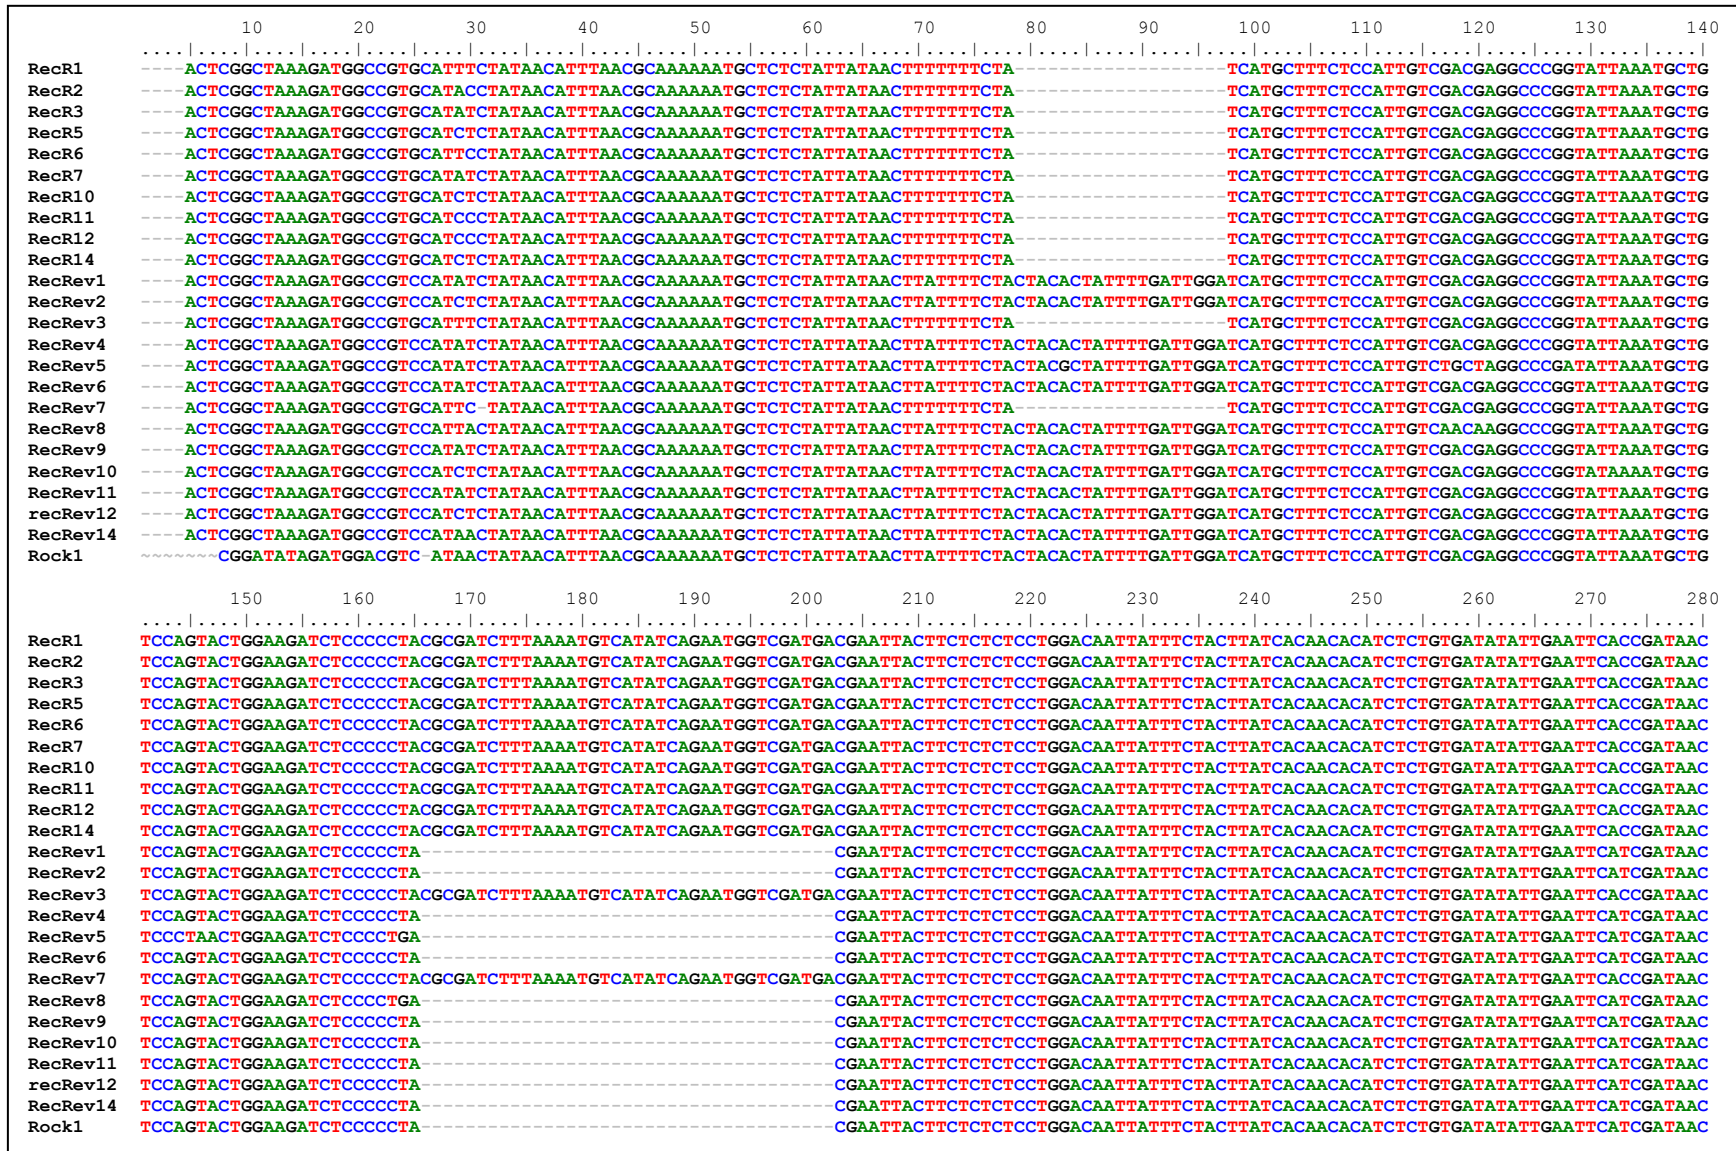 10 20 30 40 50 60 70 80 90 100 110 120 130 140
....|....|....|....|....|....|....|....|....|....|....|....|....|....|....|....|....|....|....|....|....|....|....|....|....|....|....|....|
RecR1 ----ACTCGGCTAAAGATGGCCGTGCATTTCTATAACATTTAACGCAAAAAATGCTCTCTATTATAACTTTTTTTCTA-------------------TCATGCTTTCTCCATTGTCGACGAGGCCCGGTATTAAATGCTG
RecR2 ----ACTCGGCTAAAGATGGCCGTGCATACCTATAACATTTAACGCAAAAAATGCTCTCTATTATAACTTTTTTTCTA-------------------TCATGCTTTCTCCATTGTCGACGAGGCCCGGTATTAAATGCTG
RecR3 ----ACTCGGCTAAAGATGGCCGTGCATATCTATAACATTTAACGCAAAAAATGCTCTCTATTATAACTTTTTTTCTA-------------------TCATGCTTTCTCCATTGTCGACGAGGCCCGGTATTAAATGCTG
RecR5 ----ACTCGGCTAAAGATGGCCGTGCATCTCTATAACATTTAACGCAAAAAATGCTCTCTATTATAACTTTTTTTCTA-------------------TCATGCTTTCTCCATTGTCGACGAGGCCCGGTATTAAATGCTG
RecR6 ----ACTCGGCTAAAGATGGCCGTGCATTCCTATAACATTTAACGCAAAAAATGCTCTCTATTATAACTTTTTTTCTA-------------------TCATGCTTTCTCCATTGTCGACGAGGCCCGGTATTAAATGCTG
RecR7 ----ACTCGGCTAAAGATGGCCGTGCATATCTATAACATTTAACGCAAAAAATGCTCTCTATTATAACTTTTTTTCTA-------------------TCATGCTTTCTCCATTGTCGACGAGGCCCGGTATTAAATGCTG
RecR10 ----ACTCGGCTAAAGATGGCCGTGCATCTCTATAACATTTAACGCAAAAAATGCTCTCTATTATAACTTTTTTTCTA-------------------TCATGCTTTCTCCATTGTCGACGAGGCCCGGTATTAAATGCTG
RecR11 ----ACTCGGCTAAAGATGGCCGTGCATCCCTATAACATTTAACGCAAAAAATGCTCTCTATTATAACTTTTTTTCTA-------------------TCATGCTTTCTCCATTGTCGACGAGGCCCGGTATTAAATGCTG
RecR12 ----ACTCGGCTAAAGATGGCCGTGCATCCCTATAACATTTAACGCAAAAAATGCTCTCTATTATAACTTTTTTTCTA-------------------TCATGCTTTCTCCATTGTCGACGAGGCCCGGTATTAAATGCTG
RecR14 ----ACTCGGCTAAAGATGGCCGTGCATCTCTATAACATTTAACGCAAAAAATGCTCTCTATTATAACTTTTTTTCTA-------------------TCATGCTTTCTCCATTGTCGACGAGGCCCGGTATTAAATGCTG
RecRev1 ----ACTCGGCTAAAGATGGCCGTCCATATCTATAACATTTAACGCAAAAAATGCTCTCTATTATAACTTATTTTCTACTACACTATTTTGATTGGATCATGCTTTCTCCATTGTCGACGAGGCCCGGTATTAAATGCTG
RecRev2 ----ACTCGGCTAAAGATGGCCGTCCATCTCTATAACATTTAACGCAAAAAATGCTCTCTATTATAACTTATTTTCTACTACACTATTTTGATTGGATCATGCTTTCTCCATTGTCGACGAGGCCCGGTATTAAATGCTG
RecRev3 ----ACTCGGCTAAAGATGGCCGTGCATTTCTATAACATTTAACGCAAAAAATGCTCTCTATTATAACTTTTTTTCTA-------------------TCATGCTTTCTCCATTGTCGACGAGGCCCGGTATTAAATGCTG
RecRev4 ----ACTCGGCTAAAGATGGCCGTCCATATCTATAACATTTAACGCAAAAAATGCTCTCTATTATAACTTATTTTCTACTACACTATTTTGATTGGATCATGCTTTCTCCATTGTCGACGAGGCCCGGTATTAAATGCTG
RecRev5 ----ACTCGGCTAAAGATGGCCGTCCATATCTATAACATTTAACGCAAAAAATGCTCTCTATTATAACTTATTTTCTACTACGCTATTTTGATTGGATCATGCTTTCTCCATTGTCTGCTAGGCCCGATATTAAATGCTG
RecRev6 ----ACTCGGCTAAAGATGGCCGTCCATATCTATAACATTTAACGCAAAAAATGCTCTCTATTATAACTTATTTTCTACTACACTATTTTGATTGGATCATGCTTTCTCCATTGTCGACGAGGCCCGGTATTAAATGCTG
RecRev7 ----ACTCGGCTAAAGATGGCCGTGCATTC-TATAACATTTAACGCAAAAAATGCTCTCTATTATAACTTTTTTTCTA-------------------TCATGCTTTCTCCATTGTCGACGAGGCCCGGTATTAAATGCTG
RecRev8 ----ACTCGGCTAAAGATGGCCGTCCATTACTATAACATTTAACGCAAAAAATGCTCTCTATTATAACTTATTTTCTACTACACTATTTTGATTGGATCATGCTTTCTCCATTGTCAACAAGGCCCGGTATTAAATGCTG
RecRev9 ----ACTCGGCTAAAGATGGCCGTCCATATCTATAACATTTAACGCAAAAAATGCTCTCTATTATAACTTATTTTCTACTACACTATTTTGATTGGATCATGCTTTCTCCATTGTCGACGAGGCCCGGTATTAAATGCTG
RecRev10 ----ACTCGGCTAAAGATGGCCGTCCATCTCTATAACATTTAACGCAAAAAATGCTCTCTATTATAACTTATTTTCTACTACACTATTTTGATTGGATCATGCTTTCTCCATTGTCGACGAGGCCCGGTATAAAATGCTG
RecRev11 ----ACTCGGCTAAAGATGGCCGTCCATATCTATAACATTTAACGCAAAAAATGCTCTCTATTATAACTTATTTTCTACTACACTATTTTGATTGGATCATGCTTTCTCCATTGTCGACGAGGCCCGGTATTAAATGCTG
recRev12 ----ACTCGGCTAAAGATGGCCGTCCATCTCTATAACATTTAACGCAAAAAATGCTCTCTATTATAACTTATTTTCTACTACACTATTTTGATTGGATCATGCTTTCTCCATTGTCGACGAGGCCCGGTATTAAATGCTG
RecRev14 ----ACTCGGCTAAAGATGGCCGTCCATAACTATAACATTTAACGCAAAAAATGCTCTCTATTATAACTTATTTTCTACTACACTATTTTGATTGGATCATGCTTTCTCCATTGTCGACGAGGCCCGGTATTAAATGCTG
Rock1 ~~~~~~~CGGATATAGATGGACGTC-ATAACTATAACATTTAACGCAAAAAATGCTCTCTATTATAACTTATTTTCTACTACACTATTTTGATTGGATCATGCTTTCTCCATTGTCGACGAGGCCCGGTATTAAATGCTG
150 160 170 180 190 200 210 220 230 240 250 260 270 280
....|....|....|....|....|....|....|....|....|....|....|....|....|....|....|....|....|....|....|....|....|....|....|....|....|....|....|....|
RecR1 TCCAGTACTGGAAGATCTCCCCCTACGCGATCTTTAAAATGTCATATCAGAATGGTCGATGACGAATTACTTCTCTCTCCTGGACAATTATTTCTACTTATCACAACACATCTCTGTGATATATTGAATTCACCGATAAC
RecR2 TCCAGTACTGGAAGATCTCCCCCTACGCGATCTTTAAAATGTCATATCAGAATGGTCGATGACGAATTACTTCTCTCTCCTGGACAATTATTTCTACTTATCACAACACATCTCTGTGATATATTGAATTCACCGATAAC
RecR3 TCCAGTACTGGAAGATCTCCCCCTACGCGATCTTTAAAATGTCATATCAGAATGGTCGATGACGAATTACTTCTCTCTCCTGGACAATTATTTCTACTTATCACAACACATCTCTGTGATATATTGAATTCACCGATAAC
RecR5 TCCAGTACTGGAAGATCTCCCCCTACGCGATCTTTAAAATGTCATATCAGAATGGTCGATGACGAATTACTTCTCTCTCCTGGACAATTATTTCTACTTATCACAACACATCTCTGTGATATATTGAATTCACCGATAAC
RecR6 TCCAGTACTGGAAGATCTCCCCCTACGCGATCTTTAAAATGTCATATCAGAATGGTCGATGACGAATTACTTCTCTCTCCTGGACAATTATTTCTACTTATCACAACACATCTCTGTGATATATTGAATTCACCGATAAC
RecR7 TCCAGTACTGGAAGATCTCCCCCTACGCGATCTTTAAAATGTCATATCAGAATGGTCGATGACGAATTACTTCTCTCTCCTGGACAATTATTTCTACTTATCACAACACATCTCTGTGATATATTGAATTCACCGATAAC
RecR10 TCCAGTACTGGAAGATCTCCCCCTACGCGATCTTTAAAATGTCATATCAGAATGGTCGATGACGAATTACTTCTCTCTCCTGGACAATTATTTCTACTTATCACAACACATCTCTGTGATATATTGAATTCACCGATAAC
RecR11 TCCAGTACTGGAAGATCTCCCCCTACGCGATCTTTAAAATGTCATATCAGAATGGTCGATGACGAATTACTTCTCTCTCCTGGACAATTATTTCTACTTATCACAACACATCTCTGTGATATATTGAATTCACCGATAAC
RecR12 TCCAGTACTGGAAGATCTCCCCCTACGCGATCTTTAAAATGTCATATCAGAATGGTCGATGACGAATTACTTCTCTCTCCTGGACAATTATTTCTACTTATCACAACACATCTCTGTGATATATTGAATTCACCGATAAC
RecR14 TCCAGTACTGGAAGATCTCCCCCTACGCGATCTTTAAAATGTCATATCAGAATGGTCGATGACGAATTACTTCTCTCTCCTGGACAATTATTTCTACTTATCACAACACATCTCTGTGATATATTGAATTCACCGATAAC
RecRev1 TCCAGTACTGGAAGATCTCCCCCTA-------------------------------------CGAATTACTTCTCTCTCCTGGACAATTATTTCTACTTATCACAACACATCTCTGTGATATATTGAATTCATCGATAAC
RecRev2 TCCAGTACTGGAAGATCTCCCCCTA-------------------------------------CGAATTACTTCTCTCTCCTGGACAATTATTTCTACTTATCACAACACATCTCTGTGATATATTGAATTCATCGATAAC
RecRev3 TCCAGTACTGGAAGATCTCCCCCTACGCGATCTTTAAAATGTCATATCAGAATGGTCGATGACGAATTACTTCTCTCTCCTGGACAATTATTTCTACTTATCACAACACATCTCTGTGATATATTGAATTCACCGATAAC
RecRev4 TCCAGTACTGGAAGATCTCCCCCTA-------------------------------------CGAATTACTTCTCTCTCCTGGACAATTATTTCTACTTATCACAACACATCTCTGTGATATATTGAATTCATCGATAAC
RecRev5 TCCCTAACTGGAAGATCTCCCCTGA-------------------------------------CGAATTACTTCTCTCTCCTGGACAATTATTTCTACTTATCACAACACATCTCTGTGATATATTGAATTCATCGATAAC
RecRev6 TCCAGTACTGGAAGATCTCCCCCTA-------------------------------------CGAATTACTTCTCTCTCCTGGACAATTATTTCTACTTATCACAACACATCTCTGTGATATATTGAATTCATCGATAAC
RecRev7 TCCAGTACTGGAAGATCTCCCCCTACGCGATCTTTAAAATGTCATATCAGAATGGTCGATGACGAATTACTTCTCTCTCCTGGACAATTATTTCTACTTATCACAACACATCTCTGTGATATATTGAATTCACCGATAAC
RecRev8 TCCAGTACTGGAAGATCTCCCCTGA-------------------------------------CGAATTACTTCTCTCTCCTGGACAATTATTTCTACTTATCACAACACATCTCTGTGATATATTGAATTCATCGATAAC
RecRev9 TCCAGTACTGGAAGATCTCCCCCTA-------------------------------------CGAATTACTTCTCTCTCCTGGACAATTATTTCTACTTATCACAACACATCTCTGTGATATATTGAATTCATCGATAAC
RecRev10 TCCAGTACTGGAAGATCTCCCCCTA-------------------------------------CGAATTACTTCTCTCTCCTGGACAATTATTTCTACTTATCACAACACATCTCTGTGATATATTGAATTCATCGATAAC
RecRev11 TCCAGTACTGGAAGATCTCCCCCTA-------------------------------------CGAATTACTTCTCTCTCCTGGACAATTATTTCTACTTATCACAACACATCTCTGTGATATATTGAATTCATCGATAAC
recRev12 TCCAGTACTGGAAGATCTCCCCCTA-------------------------------------CGAATTACTTCTCTCTCCTGGACAATTATTTCTACTTATCACAACACATCTCTGTGATATATTGAATTCATCGATAAC
RecRev14 TCCAGTACTGGAAGATCTCCCCCTA-------------------------------------CGAATTACTTCTCTCTCCTGGACAATTATTTCTACTTATCACAACACATCTCTGTGATATATTGAATTCATCGATAAC
Rock1 TCCAGTACTGGAAGATCTCCCCCTA-------------------------------------CGAATTACTTCTCTCTCCTGGACAATTATTTCTACTTATCACAACACATCTCTGTGATATATTGAATTCATCGATAAC